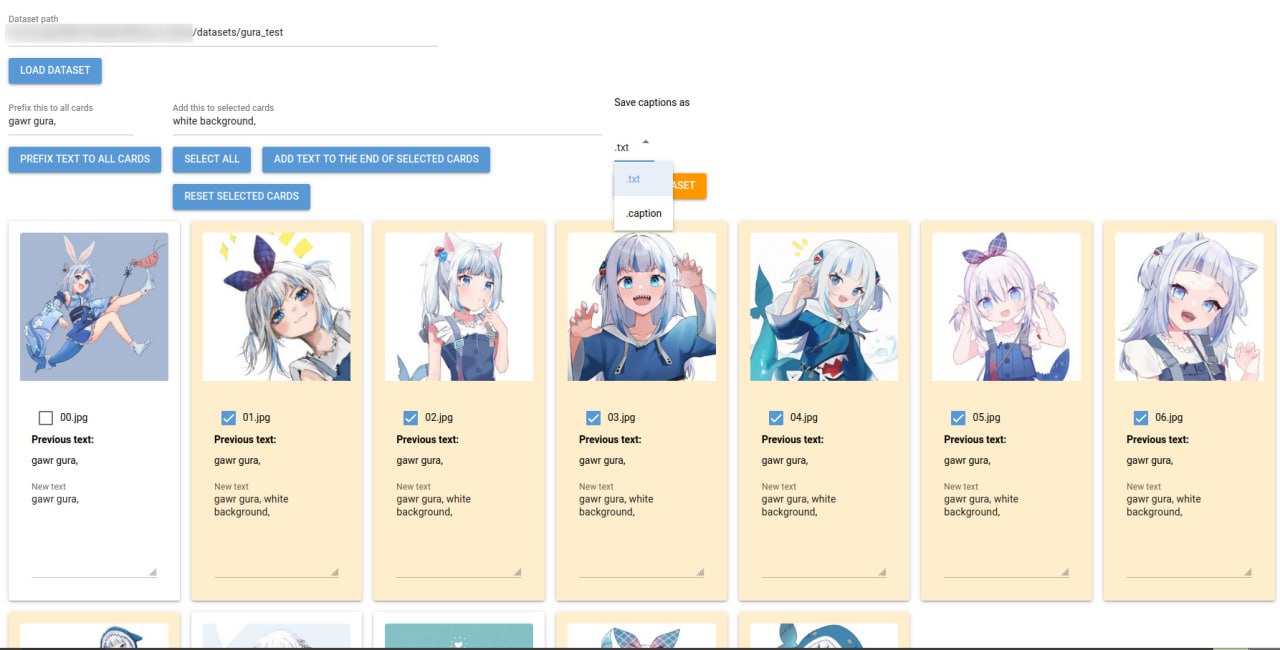 Dataset path
/datasets/gura_test
LOAD DATASET
Prefix this to all cards
gawr gura,
Add this to selected cards
white background,
Save captions as
.txt
PREFIX TEXT TO ALL CARDS
SELECT ALL
ADD TEXT TO THE END OF SELECTED CARDS
RESET SELECTED CARDS
.txt
.caption
ASET
00.jpg
Previous text:
gawr gura,
New text
gawr gura,
01.jpg
Previous text:
gawr gura,
New text
gawr gura, white
background,
02.jpg
Previous text:
gawr gura,
New text
gawr gura, white
background,
03.jpg
Previous text:
gawr gura,
New text
gawr gura, white
background,
04.jpg
Previous text:
gawr gura,
New text
gawr gura, white
background,
05.jpg
Previous text:
gawr gura,
New text
gawr gura, white
background,
06.jpg
Previous text:
gawr gura,
New text
gawr gura, white
background,